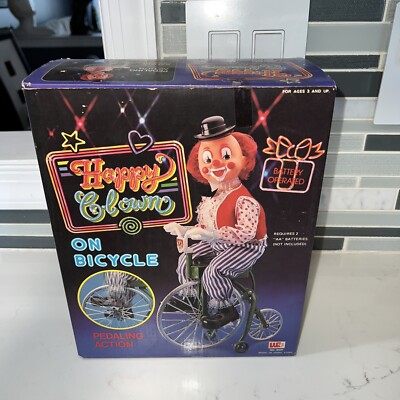 FOR AGES 3 AND UP.
Happy
Clown
BATTERY
OPERATED
ON
BICYCLE
REQUIRES 2
"AA" BATTERIES
(NOT INCLUDED)
PEDALING
ACTION